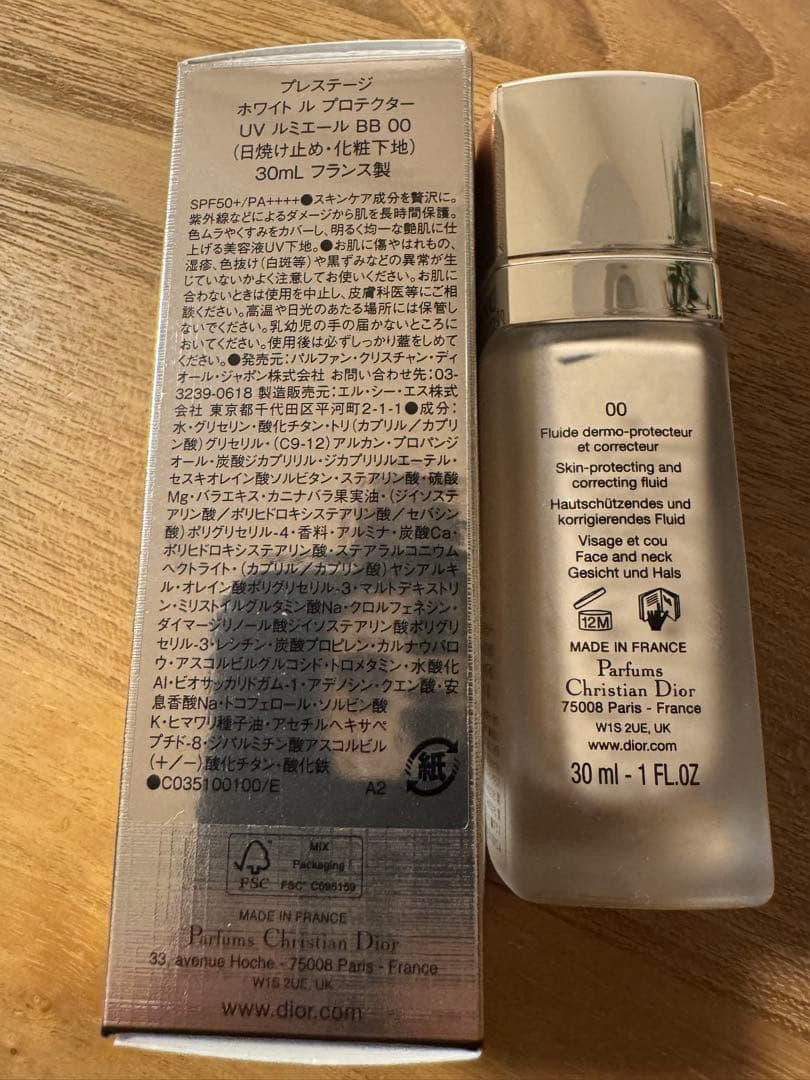 プレステージ
ホワイト ル プロテクター
UV ルミエール BB 00
(日焼け止め・化粧下地)
30mL フランス製
SPF50+/PA++++●スキンケア成分を贅沢に。
紫外線などによるダメージから肌を長時間保護。
色ムラやくすみをカバーし、明るく均一な艶肌に仕
上げる美容液UV下地。●お肌に傷やはれもの、
湿疹、色抜け(白斑等)や黒ずみなどの異常が生
じていないかよく注意してお使いください。お肌に
合わないときは使用を中止し、皮膚科医等にご相
談ください。高温や日光のあたる場所には保管し
ないでください。乳幼児の手の届かないところに
おいてください。使用後は必ずしっかり蓋をしめて
ください。●発売元:パルファン・クリスチャン・ディ
オール・ジャポン株式会社 お問い合わせ先:03-
3239-0618 製造販売元:エル・シー・エス株式会
社 東京都千代田区平河町2-1-1●成分:
水・グリセリン・酸化チタン・トリ(カプリル/カプリ
ン酸)グリセリル・(C9-12)アルカン・プロパンジ
オール・炭酸ジカプリリル・ジカプリリルエーテル・
セスキオレイン酸ソルビタン・ステアリン酸・硫酸
Mg・バラエキス・カニナバラ果実油・(ジイソステ
アリン酸/ポリヒドロキシステアリン酸/セバシン
酸)ポリグリセリル-4・香料・アルミナ・炭酸Ca・
ポリヒドロキシステアリン酸・ステアラルコニウム
ヘクトライト・(カプリル/カプリン酸)ヤシアルキ
ル・オレイン酸ポリグリセリル-3・マルトデキストリ
ン・ミリストイルグルタミン酸Na・クロルフェネシン・
ダイマージリノール酸ジイソステアリン酸ポリグリ
セリル-3・レシチン・炭酸プロピレン・カルナウバロ
ウ・アスコルビルグルコシド・トロメタミン・水酸化
Al・ビオサッカリドガム-1・アデノシン・クエン酸・安
息香酸Na・トコフェロール・ソルビン酸
K・ヒマワリ種子油・アセチルヘキサペ
プチド-8・ジパルミチン酸アスコルビル
(+/-)酸化チタン・酸化鉄
●C035100100/E A2
紙
FSC
MIX
Packaging
FSC® C095159
MADE IN FRANCE
Parfums Christian Dior
33, avenue Hoche - 75008 Paris - France
W1S 2UE, UK
www.dior.com
00
Fluide dermo-protecteur
et correcteur
Skin-protecting and
correcting fluid
Hautschützendes und
korrigierendes Fluid
Visage et cou
Face and neck
Gesicht und Hals
12M
MADE IN FRANCE
Parfums
Christian Dior
75008 Paris - France
W1S 2UE, UK
www.dior.com
30 ml - 1 FL.OZ